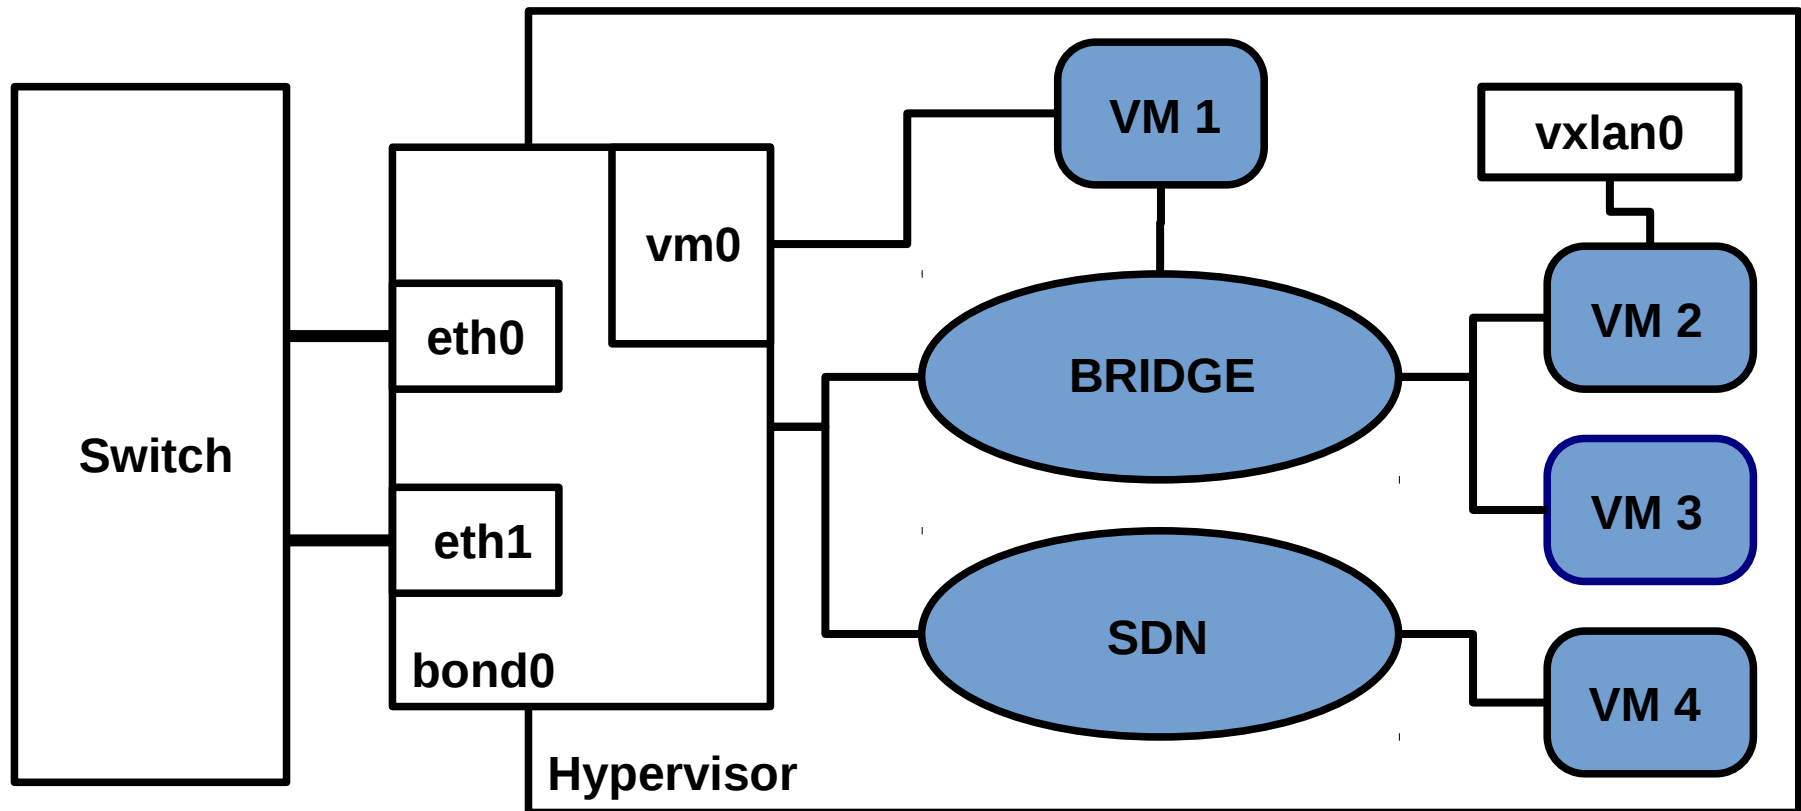 Switch
eth0
eth1
bond0
vm0
Hypervisor
VM 1
BRIDGE
SDN
vxlan0
VM 2
VM 3
VM 4